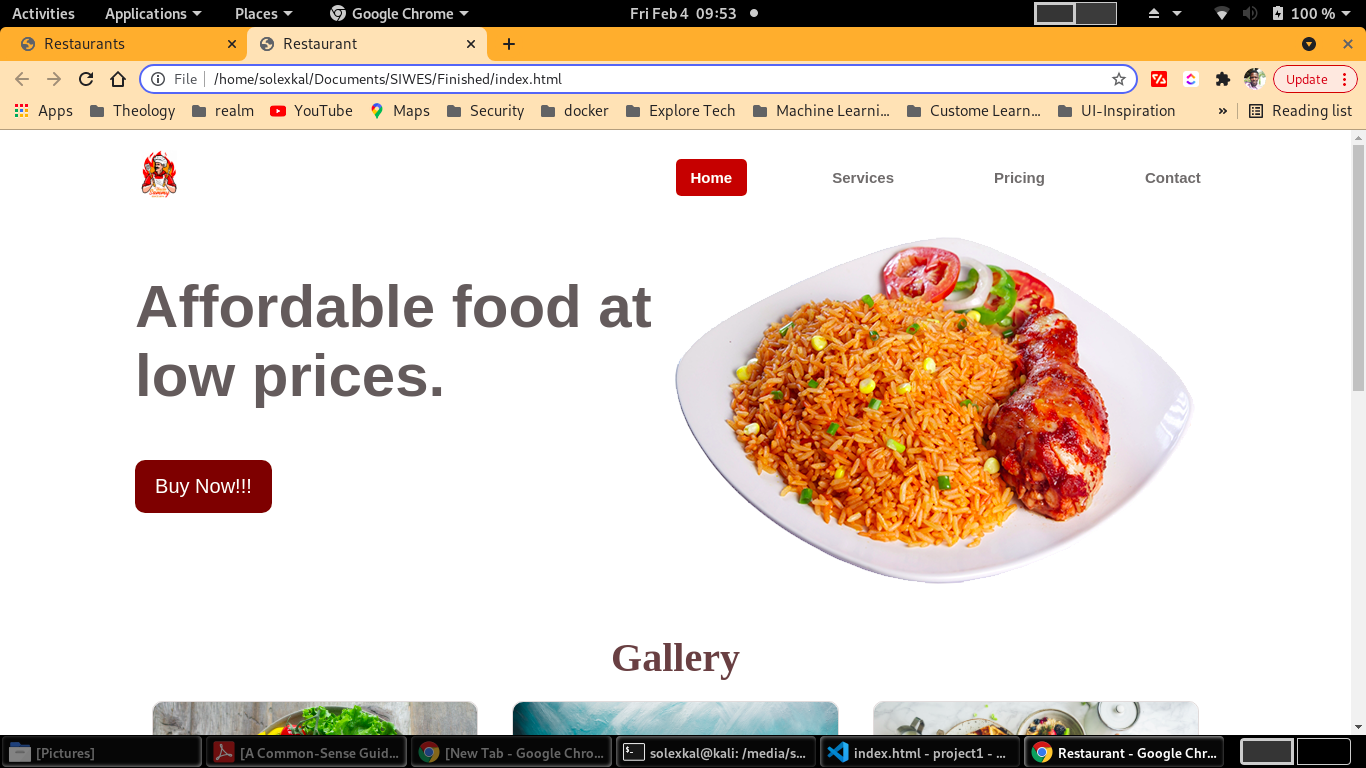 Activities Applications Places Google Chrome Fri Feb 4 09:53 100 %
Restaurants Restaurant
File /home/solexkal/Documents/SIWES/Finished/index.html Update
Apps Theology realm YouTube Maps Security docker Explore Tech Machine Learni... Custome Learn... UI-Inspiration » Reading list
Home Services Pricing Contact
Affordable food at
low prices.
Buy Now!!!
Gallery
[Pictures] [A Common-Sense Guid... [New Tab - Google Chro... solexkal@kali: /media/s... index.html - project1 - ... Restaurant - Google Chr...